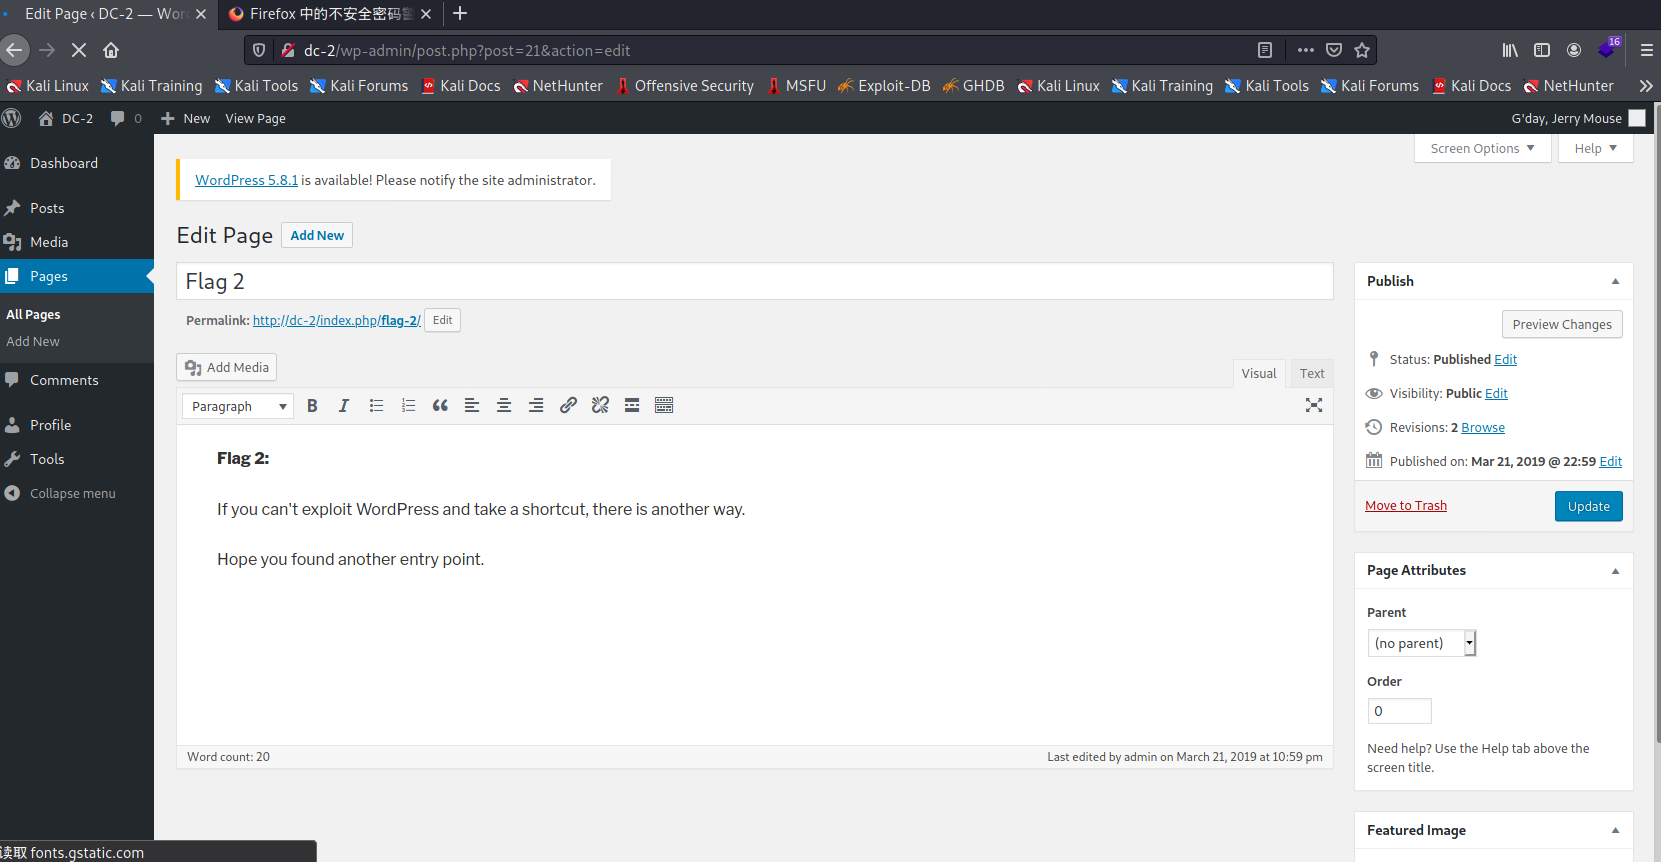 Edit Page ‹ DC-2 — Wor
Firefox 中的不安全密码警
dc-2/wp-admin/post.php?post=21&action=edit
16
Kali Linux Kali Training Kali Tools Kali Forums Kali Docs NetHunter Offensive Security MSFU Exploit-DB GHDB Kali Linux Kali Training Kali Tools Kali Forums Kali Docs NetHunter
DC-2 0 New View Page G'day, Jerry Mouse
Screen Options Help
Dashboard
Posts
Media
Pages
All Pages
Add New
Comments
Profile
Tools
Collapse menu
WordPress 5.8.1 is available! Please notify the site administrator.
Edit Page Add New
Flag 2
Permalink: http://dc-2/index.php/flag-2/ Edit
Add Media
Visual Text
Paragraph
Flag 2:
If you can't exploit WordPress and take a shortcut, there is another way.
Hope you found another entry point.
Word count: 20
Last edited by admin on March 21, 2019 at 10:59 pm
Publish
Preview Changes
Status: Published Edit
Visibility: Public Edit
Revisions: 2 Browse
Published on: Mar 21, 2019 @ 22:59 Edit
Move to Trash Update
Page Attributes
Parent
(no parent)
Order
0
Need help? Use the Help tab above the
screen title.
Featured Image
读取 fonts.gstatic.com